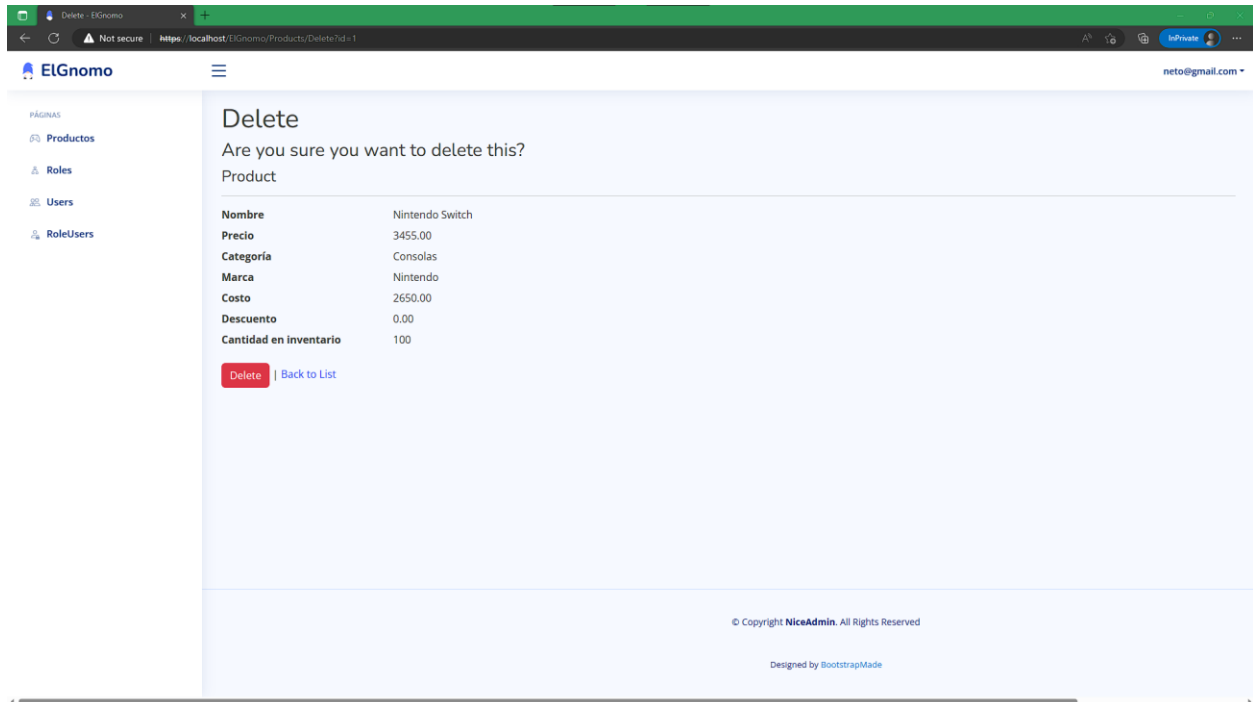 Delete - ElGnomo
Not secure | https://localhost/ElGnomo/Products/Delete?id=1
InPrivate
ElGnomo
neto@gmail.com
PÁGINAS
Productos
Roles
Users
RoleUsers
Delete
Are you sure you want to delete this?
Product
Nombre Nintendo Switch
Precio 3455.00
Categoría Consolas
Marca Nintendo
Costo 2650.00
Descuento 0.00
Cantidad en inventario 100
Delete | Back to List
© Copyright NiceAdmin. All Rights Reserved
Designed by BootstrapMade